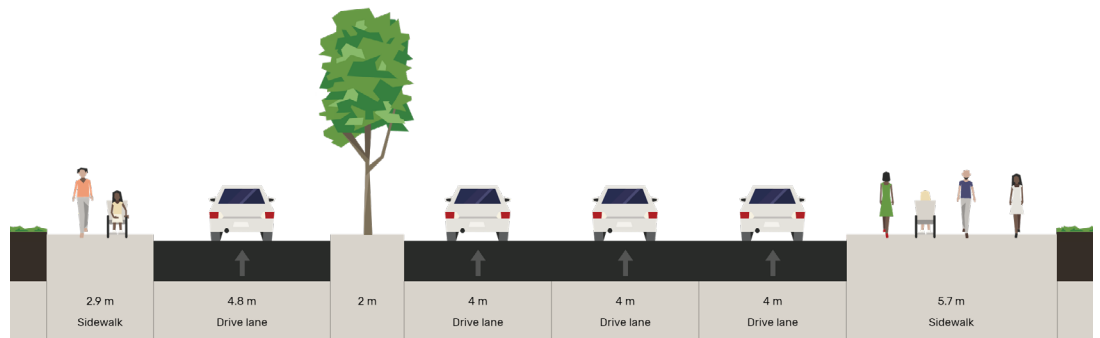 2.9 m
Sidewalk
4.8 m
Drive lane
2 m
4 m
Drive lane
4 m
Drive lane
4 m
Drive lane
5.7 m
Sidewalk